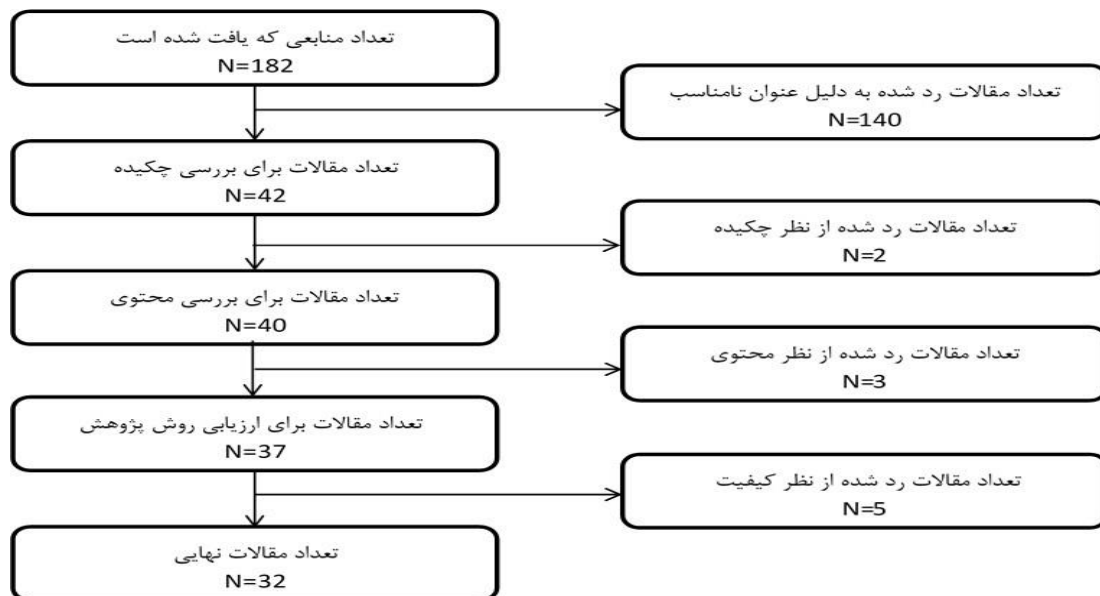 تعداد منابعی که یافت شده است
N=182
تعداد مقالات رد شده به دلیل عنوان نامناسب
N=140
تعداد مقالات برای بررسی چکیده
N=42
تعداد مقالات رد شده از نظر چکیده
N=2
تعداد مقالات برای بررسی محتوی
N=40
تعداد مقالات رد شده از نظر محتوی
N=3
تعداد مقالات برای ارزیابی روش پژوهش
N=37
تعداد مقالات رد شده از نظر کیفیت
N=5
تعداد مقالات نهایی
N=32